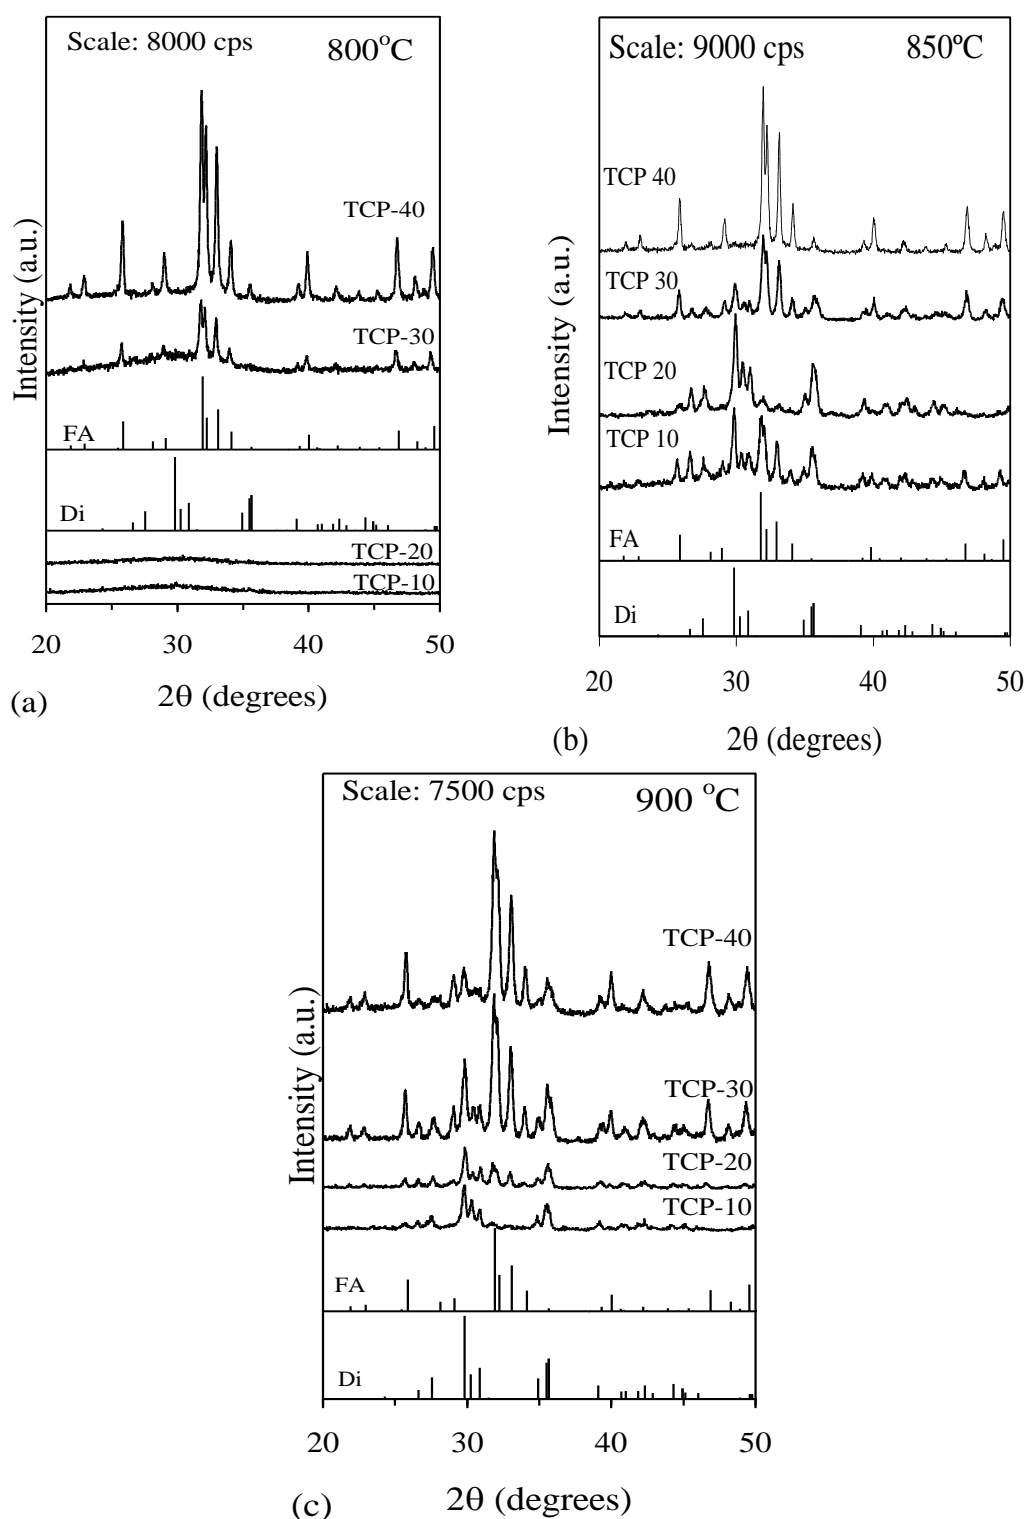 Scale: 8000 cps 800°C
TCP-40
TCP-30
FA
Di
TCP-20
TCP-10
Intensity (a.u.)
20 30 40 50
2θ (degrees)
(a)
Scale: 9000 cps 850ºC
TCP 40
TCP 30
TCP 20
TCP 10
FA
Di
Intensity (a.u.)
20 30 40 50
(b) 2θ (degrees)
Scale: 7500 cps 900 °C
TCP-40
TCP-30
TCP-20
TCP-10
FA
Di
Intensity (a.u.)
20 30 40 50
(c) 2θ (degrees)